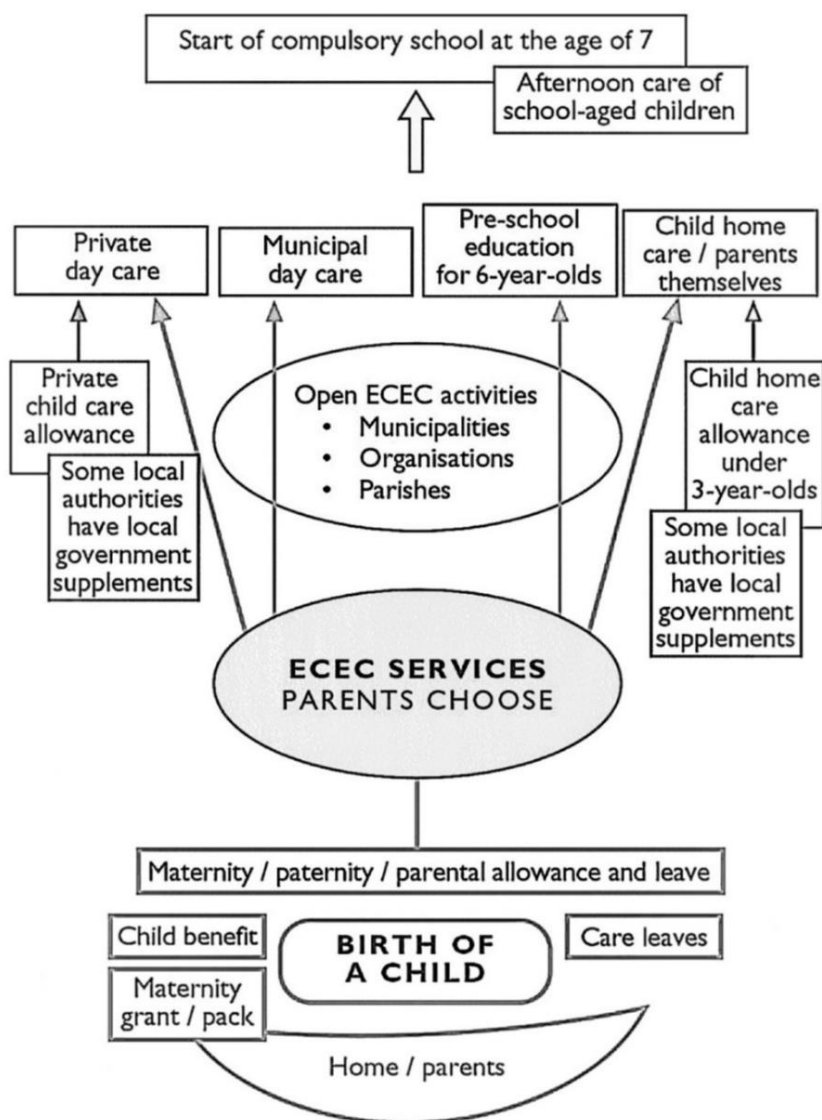 Start of compulsory school at the age of 7
Afternoon care of
school-aged children
Private
day care
Municipal
day care
Pre-school
education
for 6-year-olds
Child home
care / parents
themselves
Private
child care
allowance
Some local
authorities
have local
government
supplements
Open ECEC activities
• Municipalities
• Organisations
• Parishes
Child home
care
allowance
under
3-year-olds
Some local
authorities
have local
government
supplements
ECEC SERVICES
PARENTS CHOOSE
Maternity / paternity / parental allowance and leave
Child benefit
BIRTH OF
A CHILD
Care leaves
Maternity
grant / pack
Home / parents